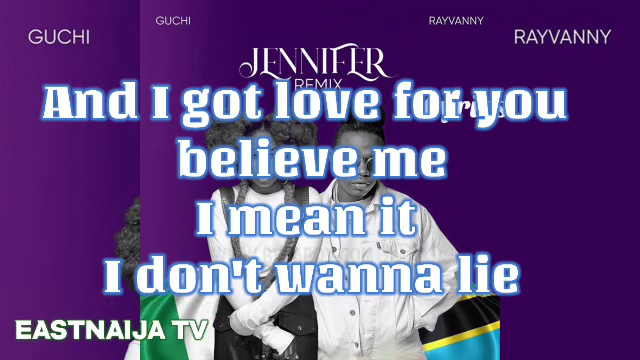 GUCHI
GUCHI
RAYVANNY
RAYVANNY
JENNIFER
REMIX
And I got love for you
believe me
I mean it
I don't wanna lie
EASTNAIJA TV